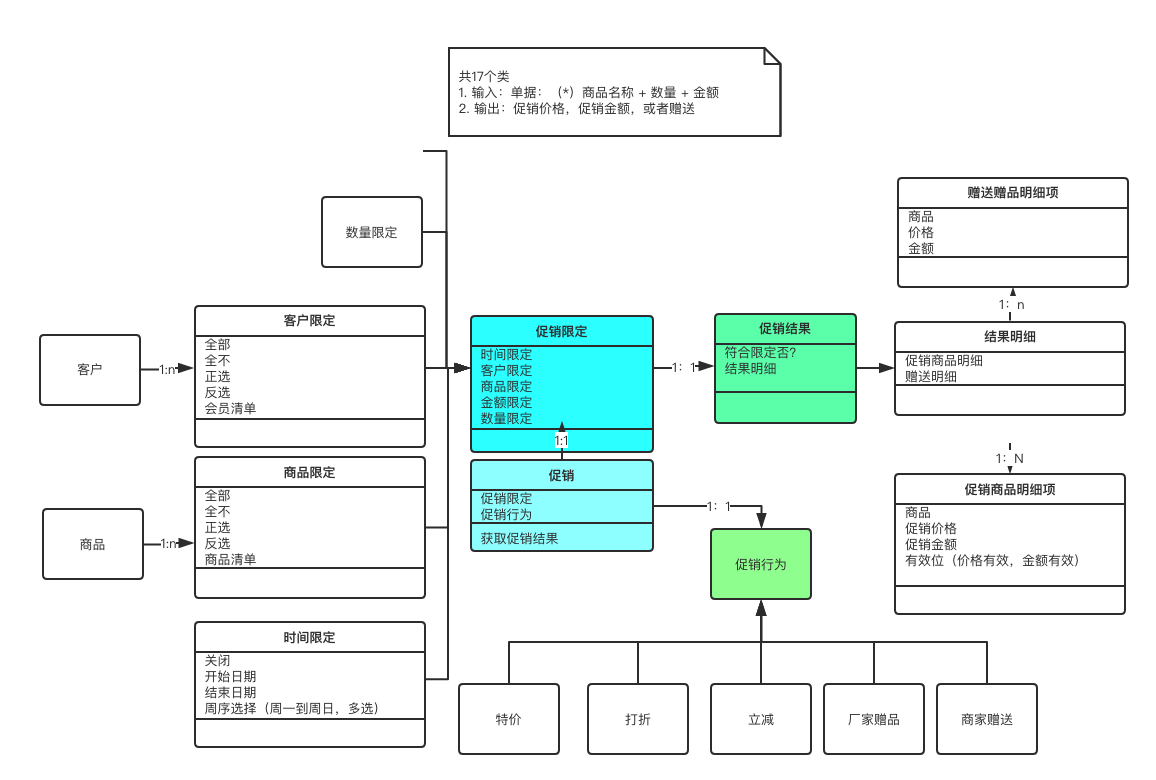 共17个类
1. 输入：单据：（*）商品名称 + 数量 + 金额
2. 输出：促销价格，促销金额，或者赠送
数量限定
赠送赠品明细项
商品
价格
金额
1：n
客户
1:n
客户限定
全部
全不
正选
反选
会员清单
促销限定
时间限定
客户限定
商品限定
金额限定
数量限定
1：1
促销结果
符合限定否?
结果明细
结果明细
促销商品明细
赠送明细
1:1
1：N
商品
1:n
商品限定
全部
全不
正选
反选
商品清单
促销
促销限定
促销行为
获取促销结果
1：1
促销行为
促销商品明细项
商品
促销价格
促销金额
有效位（价格有效，金额有效）
时间限定
关闭
开始日期
结束日期
周序选择（周一到周日，多选）
特价
打折
立减
厂家赠品
商家赠送